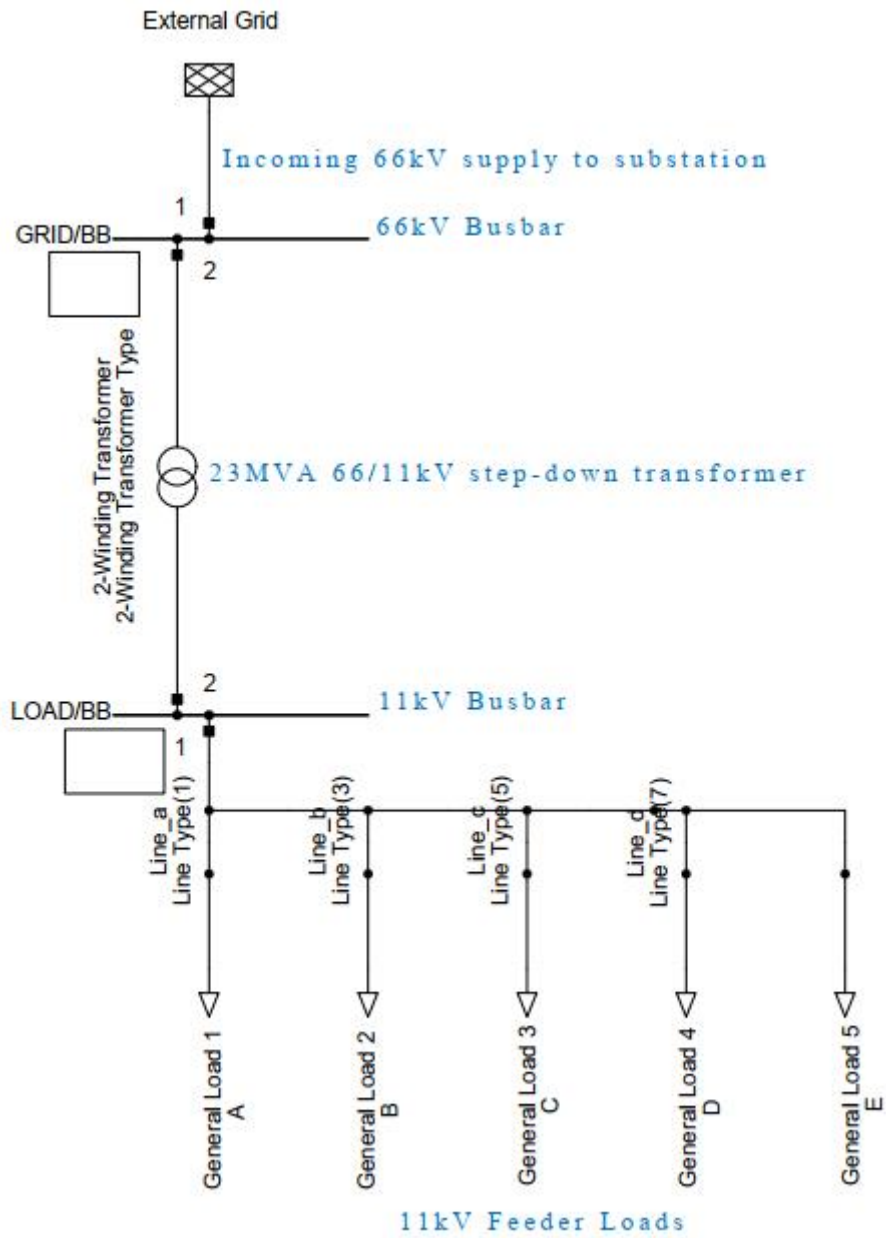 External Grid
Incoming 66kV supply to substation
1
GRID/BB
66kV Busbar
2
2-Winding Transformer
2-Winding Transformer Type
23MVA 66/11kV step-down transformer
2
LOAD/BB
11kV Busbar
1
Line_a
Line Type(1)
Line_b
Line Type(3)
Line_c
Line Type(5)
Line_d
Line Type(7)
General Load 1
A
General Load 2
B
General Load 3
C
General Load 4
D
General Load 5
E
11kV Feeder Loads